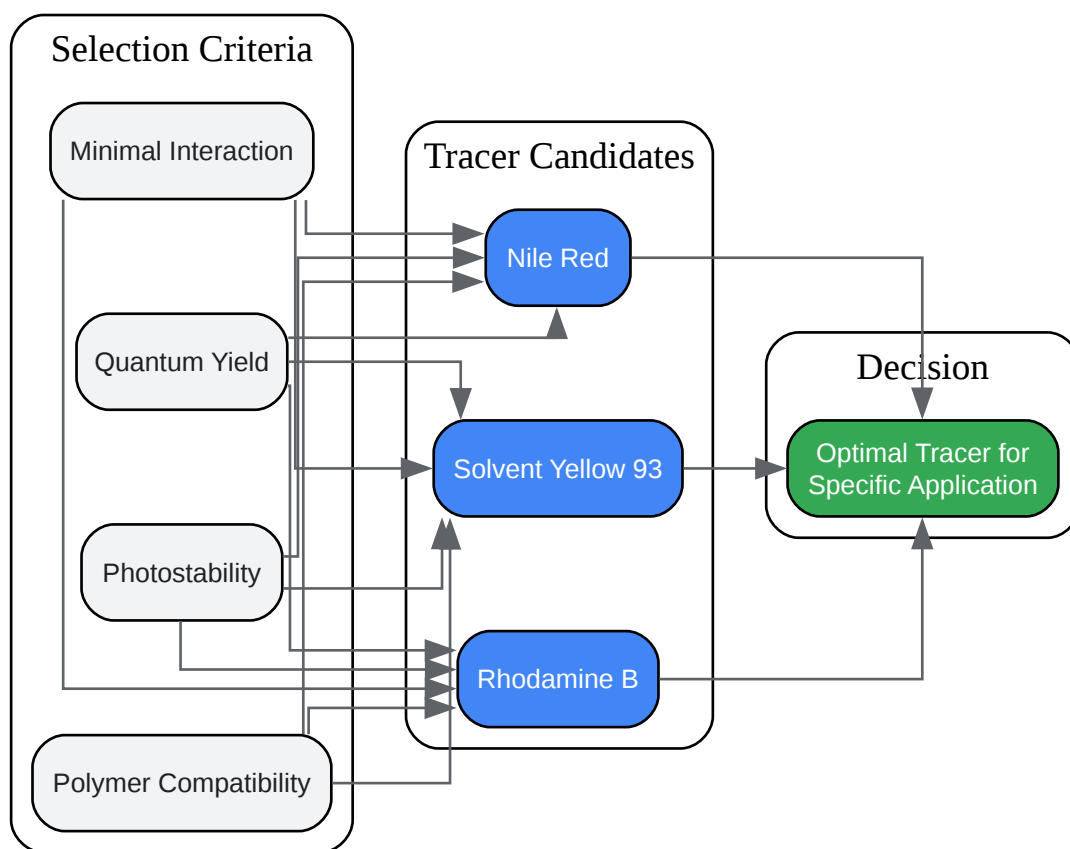 Selection Criteria
Minimal Interaction
Quantum Yield
Photostability
Polymer Compatibility
Tracer Candidates
Nile Red
Solvent Yellow 93
Rhodamine B
Decision
Optimal Tracer for
Specific Application